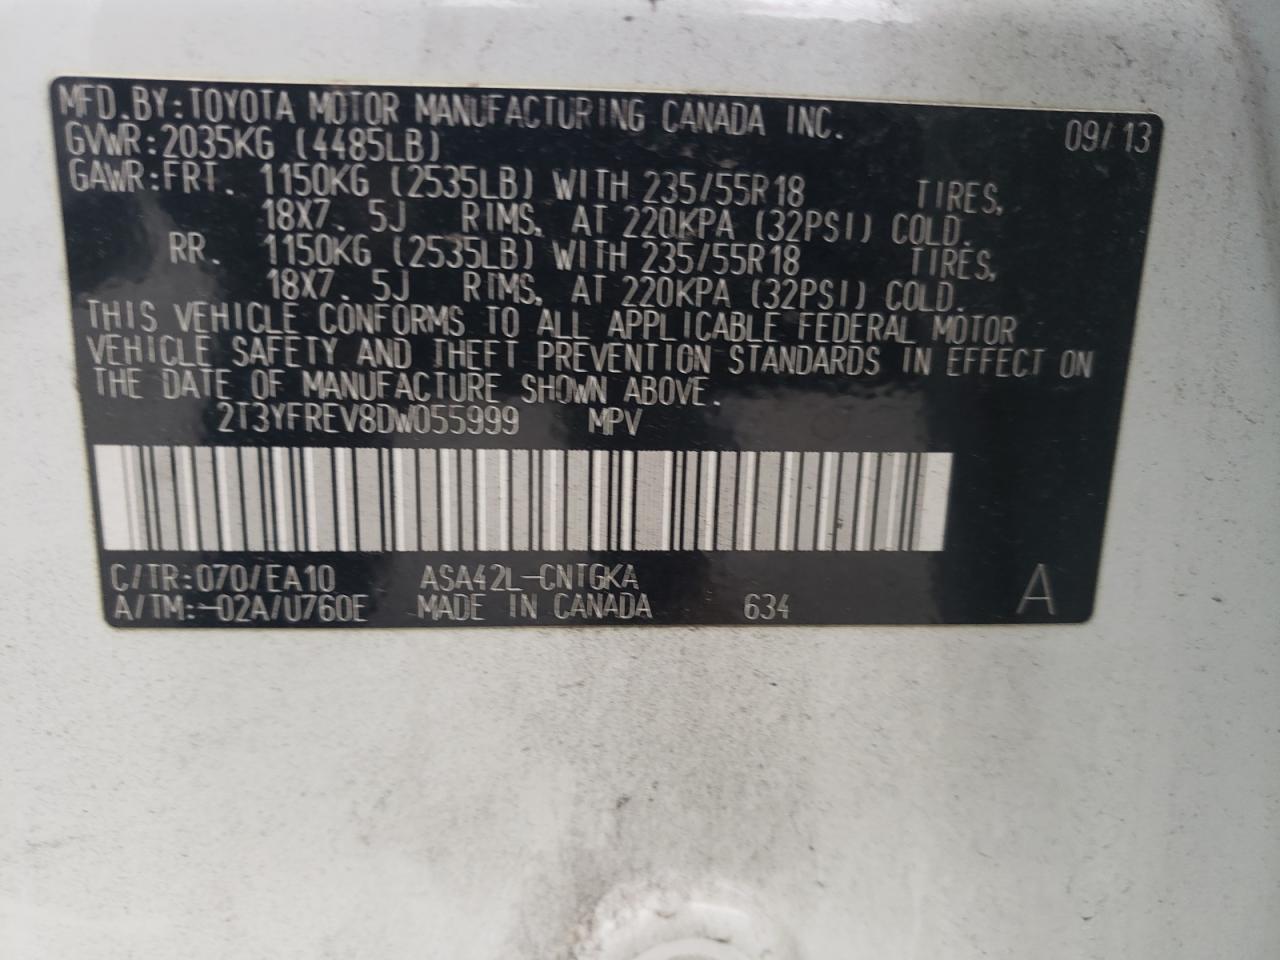 MFD.BY:TOYOTA MOTOR MANUFACTURING CANADA INC. 09/13
GVWR:2035KG (4485LB)
GAWR:FRT. 1150KG (2535LB) WITH 235/55R18 TIRES,
18X7.5J RIMS, AT 220KPA (32PSI) COLD.
RR. 1150KG (2535LB) WITH 235/55R18 TIRES,
18X7.5J RIMS, AT 220KPA (32PSI) COLD.
THIS VEHICLE CONFORMS TO ALL APPLICABLE FEDERAL MOTOR
VEHICLE SAFETY AND THEFT PREVENTION STANDARDS IN EFFECT ON
THE DATE OF MANUFACTURE SHOWN ABOVE.
2T3YFREV8DW055999 MPV
C/TR:070/EA10 ASA42L-CNTGKA
A/TM:-02A/U760E MADE IN CANADA 634 A